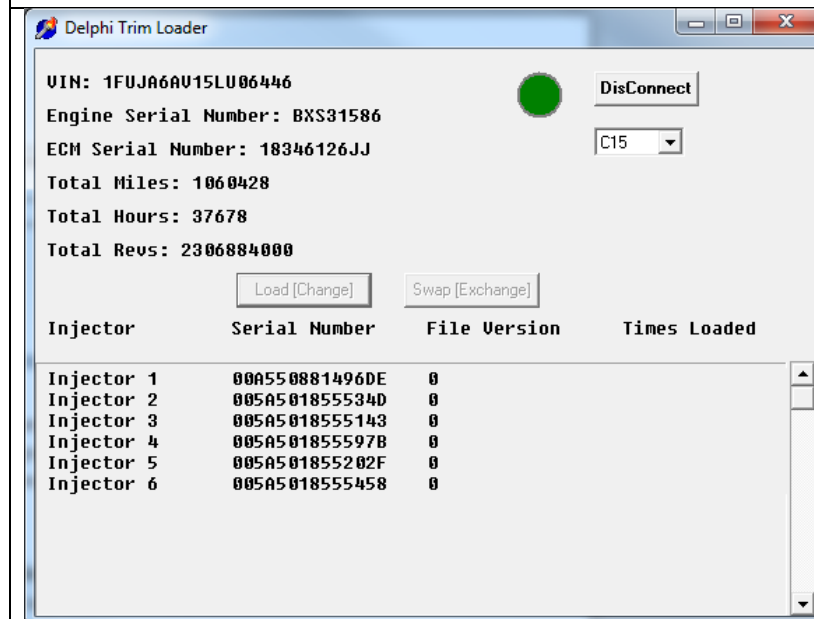 Delphi Trim Loader
VIN: 1FUJA6AV15LU06446
DisConnect
Engine Serial Number: BXS31586
ECM Serial Number: 18346126JJ
C15
Total Miles: 1060428
Total Hours: 37678
Total Revs: 2306884000
Load [Change] Swap [Exchange]
Injector Serial Number File Version Times Loaded
Injector 1 00A550881496DE 0
Injector 2 005A501855534D 0
Injector 3 005A5018555143 0
Injector 4 005A501855597B 0
Injector 5 005A501855202F 0
Injector 6 005A5018555458 0